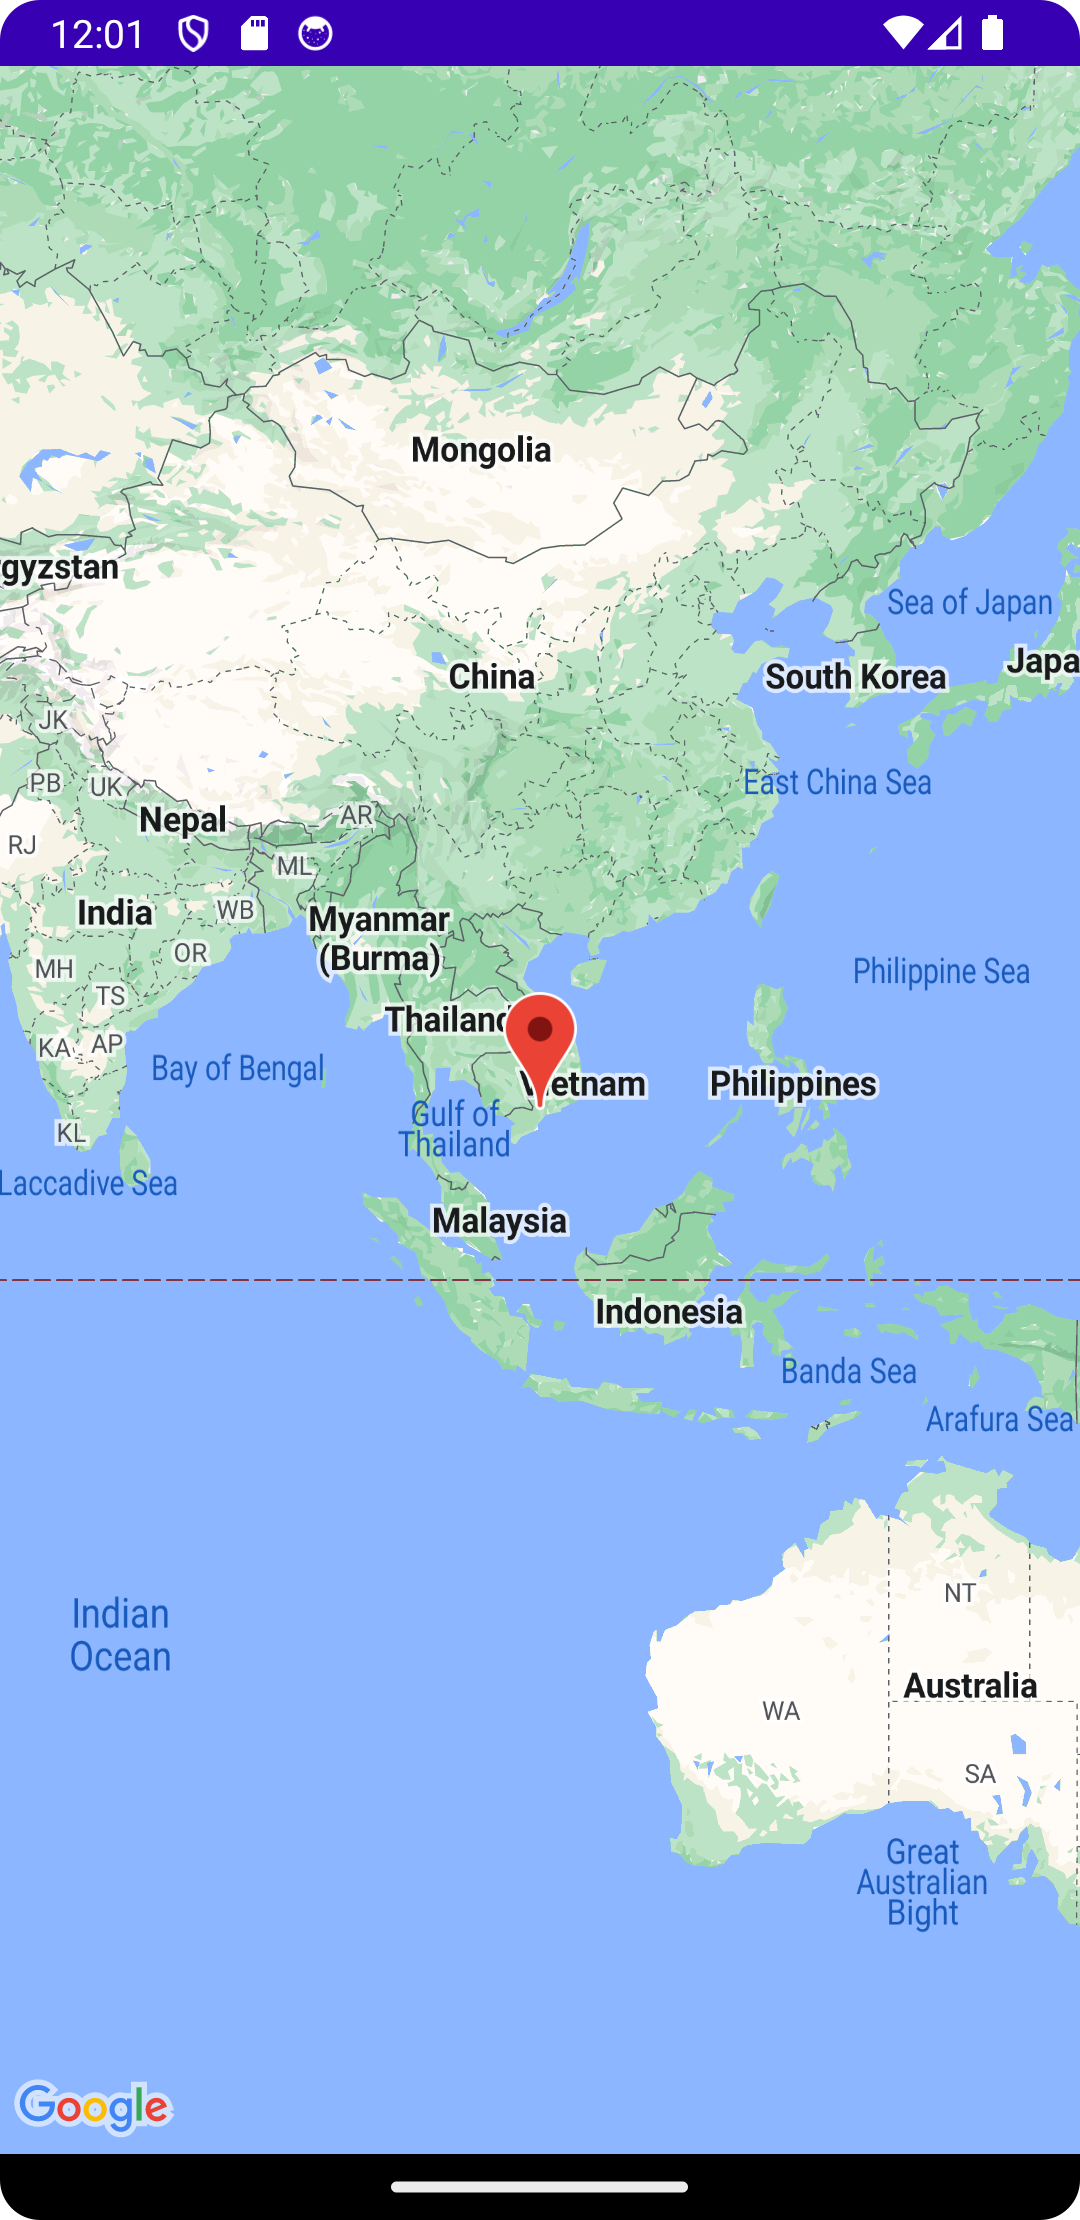 12:01
Mongolia
rgyzstan
Sea of Japan
Japa
China
South Korea
JK
PB
UK
East China Sea
Nepal
AR
RJ
ML
India
WB
Myanmar
(Burma)
OR
MH
Philippine Sea
TS
Thailand
KA
AP
Bay of Bengal
Vietnam
Philippines
Gulf of
Thailand
KL
Laccadive Sea
Malaysia
Indonesia
Banda Sea
Arafura Sea
NT
Indian
Ocean
Australia
WA
SA
Great
Australian
Bight
Google